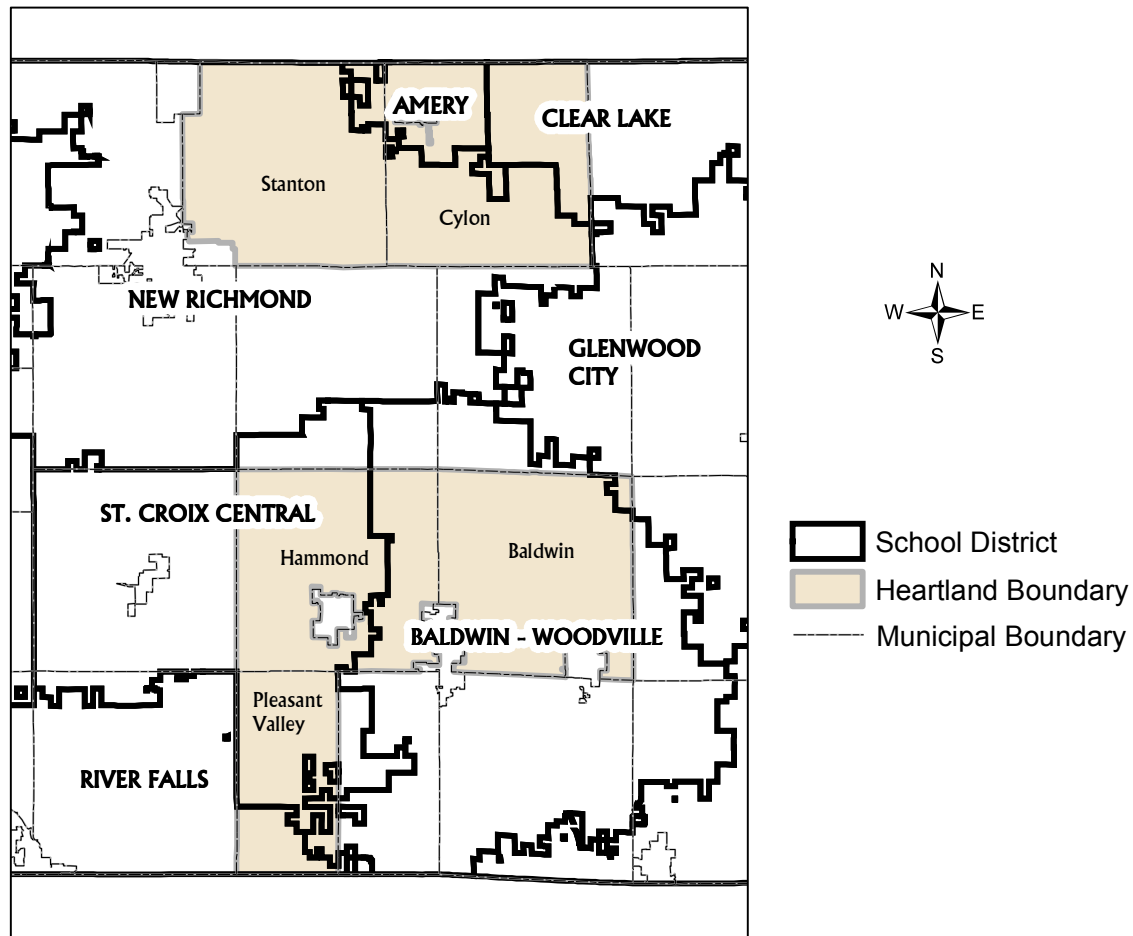 AMERY
CLEAR LAKE
Stanton
Cylon
NEW RICHMOND
GLENWOOD
CITY
ST. CROIX CENTRAL
Hammond
Baldwin
BALDWIN - WOODVILLE
Pleasant
Valley
RIVER FALLS
N
W
E
S
School District
Heartland Boundary
Municipal Boundary